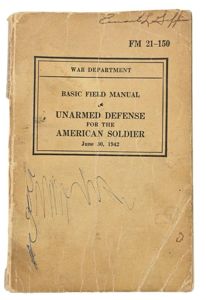 FM 21-150
WAR DEPARTMENT
BASIC FIELD MANUAL
UNARMED DEFENSE
FOR THE
AMERICAN SOLDIER
June 30, 1942